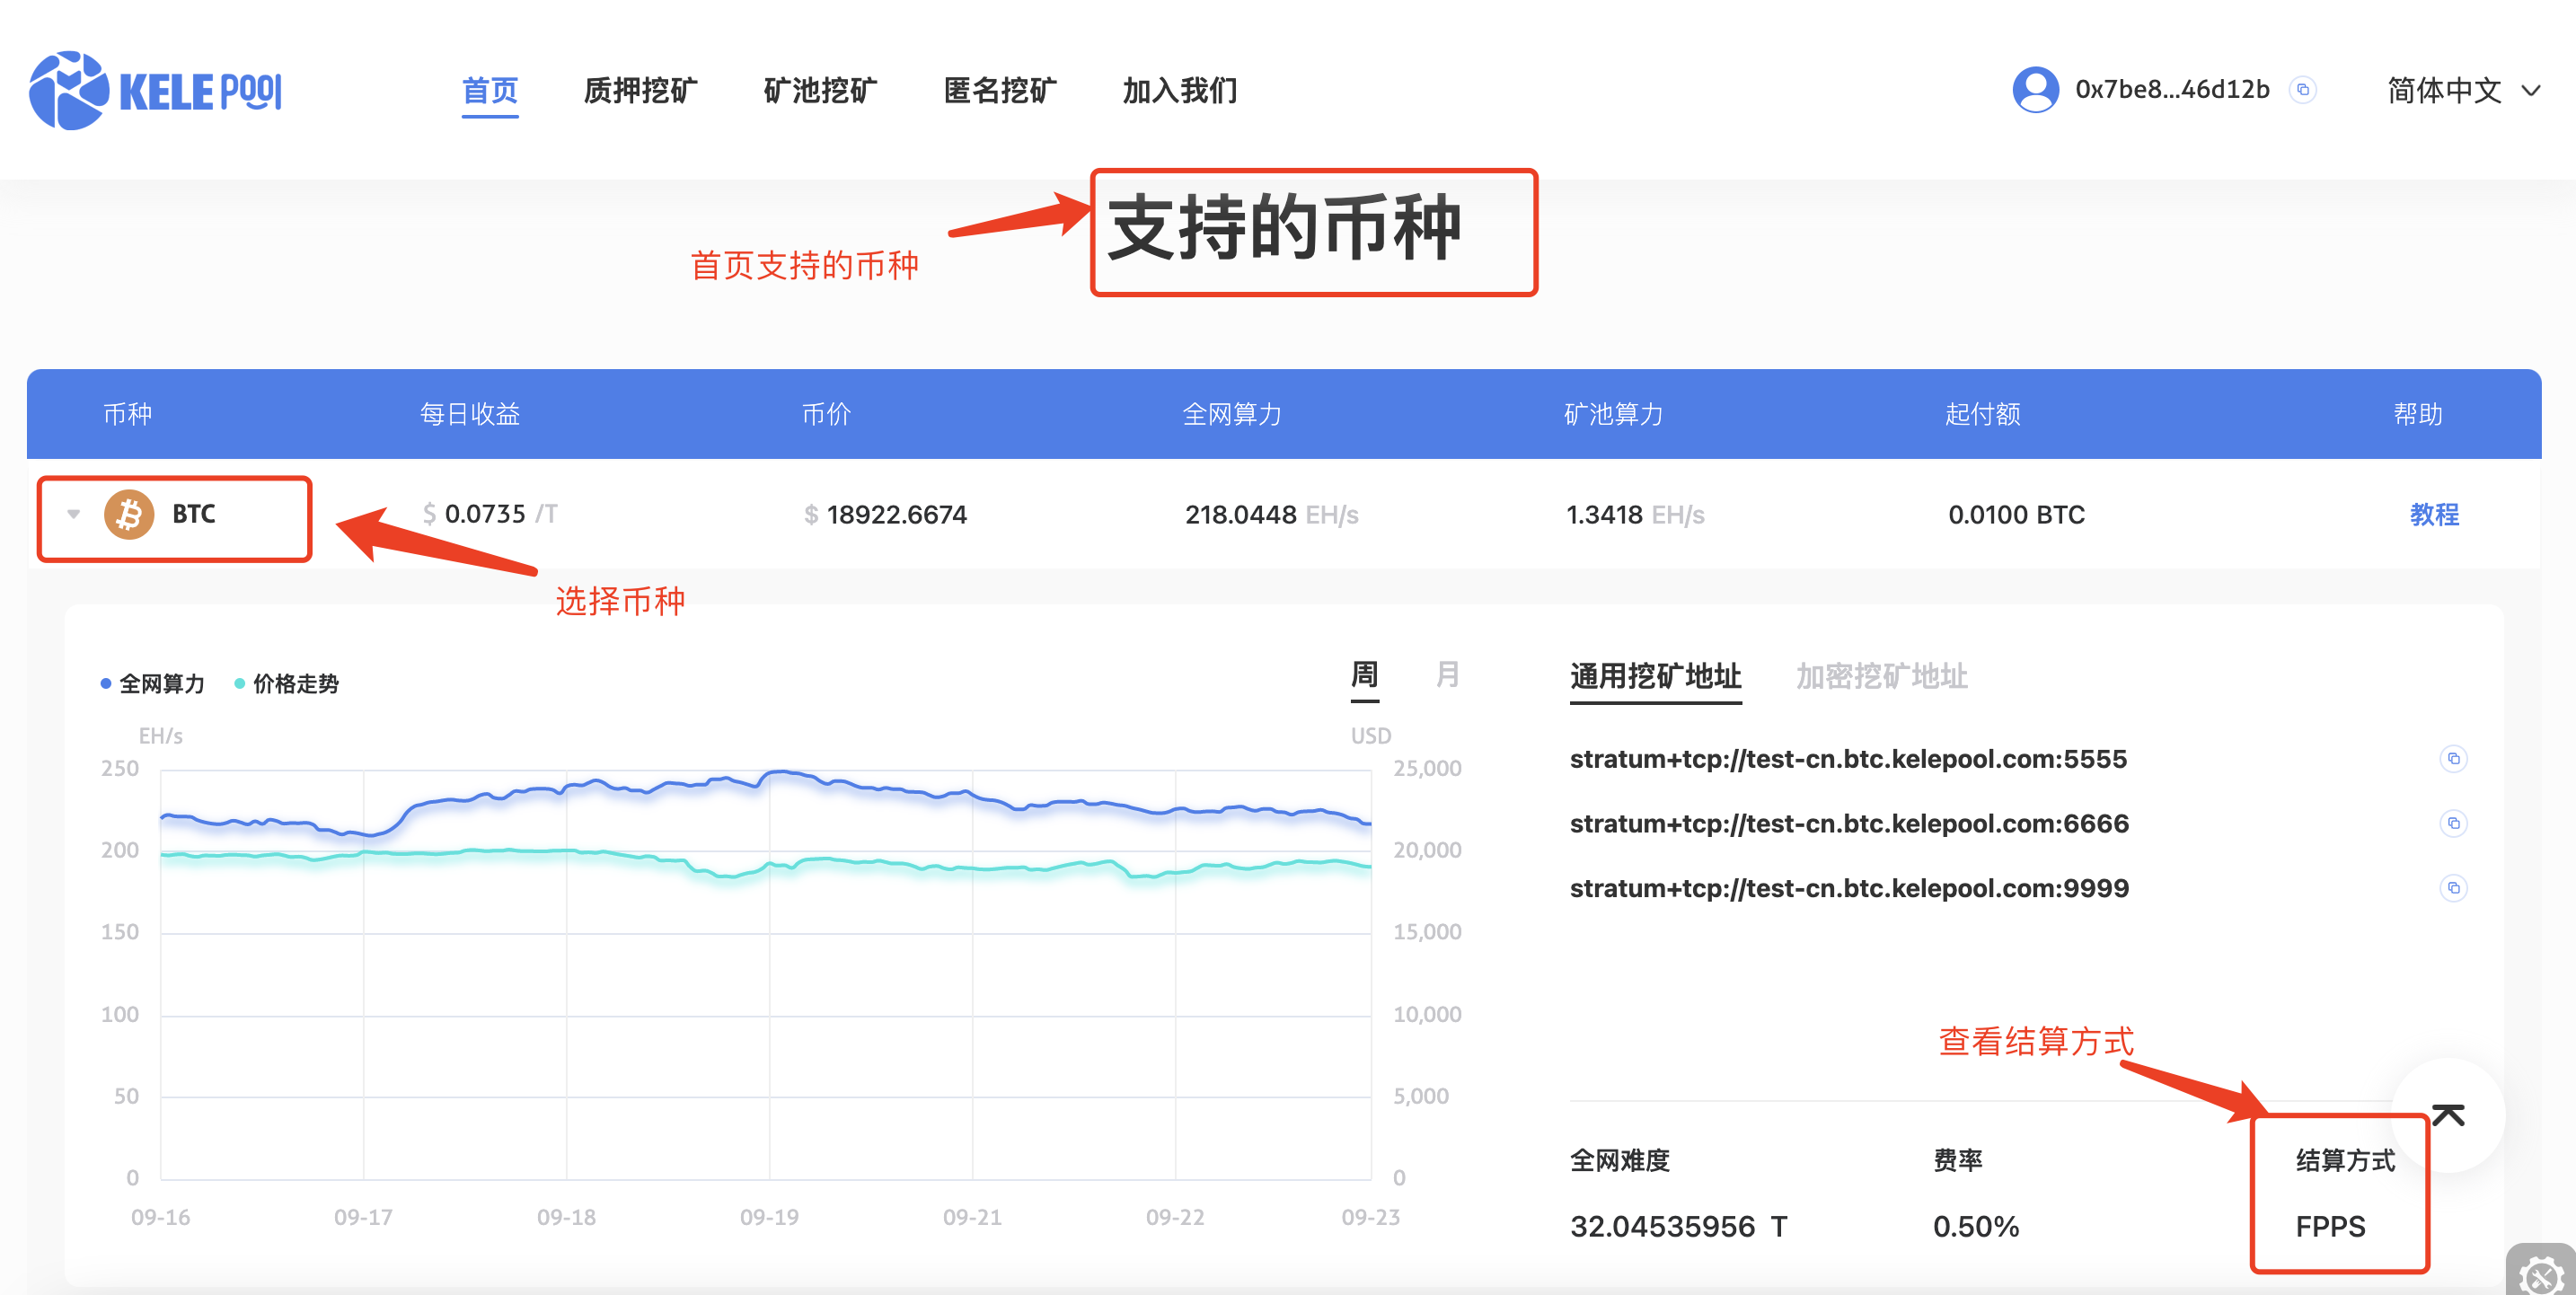 KELE POOL
首页 质押挖矿 矿池挖矿 匿名挖矿 加入我们 0x7be8...46d12b 简体中文
支持的币种
首页支持的币种
币种 每日收益 币价 全网算力 矿池算力 起付额 帮助
BTC $ 0.0735 /T $ 18922.6674 218.0448 EH/s 1.3418 EH/s 0.0100 BTC 教程
选择币种
全网算力 价格走势 周 月
EH/s USD
250 25,000
200 20,000
150 15,000
100 10,000
50 5,000
0 0
09-16 09-17 09-18 09-19 09-21 09-22 09-23
通用挖矿地址 加密挖矿地址
stratum+tcp://test-cn.btc.kelepool.com:5555
stratum+tcp://test-cn.btc.kelepool.com:6666
stratum+tcp://test-cn.btc.kelepool.com:9999
查看结算方式
全网难度 费率 结算方式
32.04535956 T 0.50% FPPS